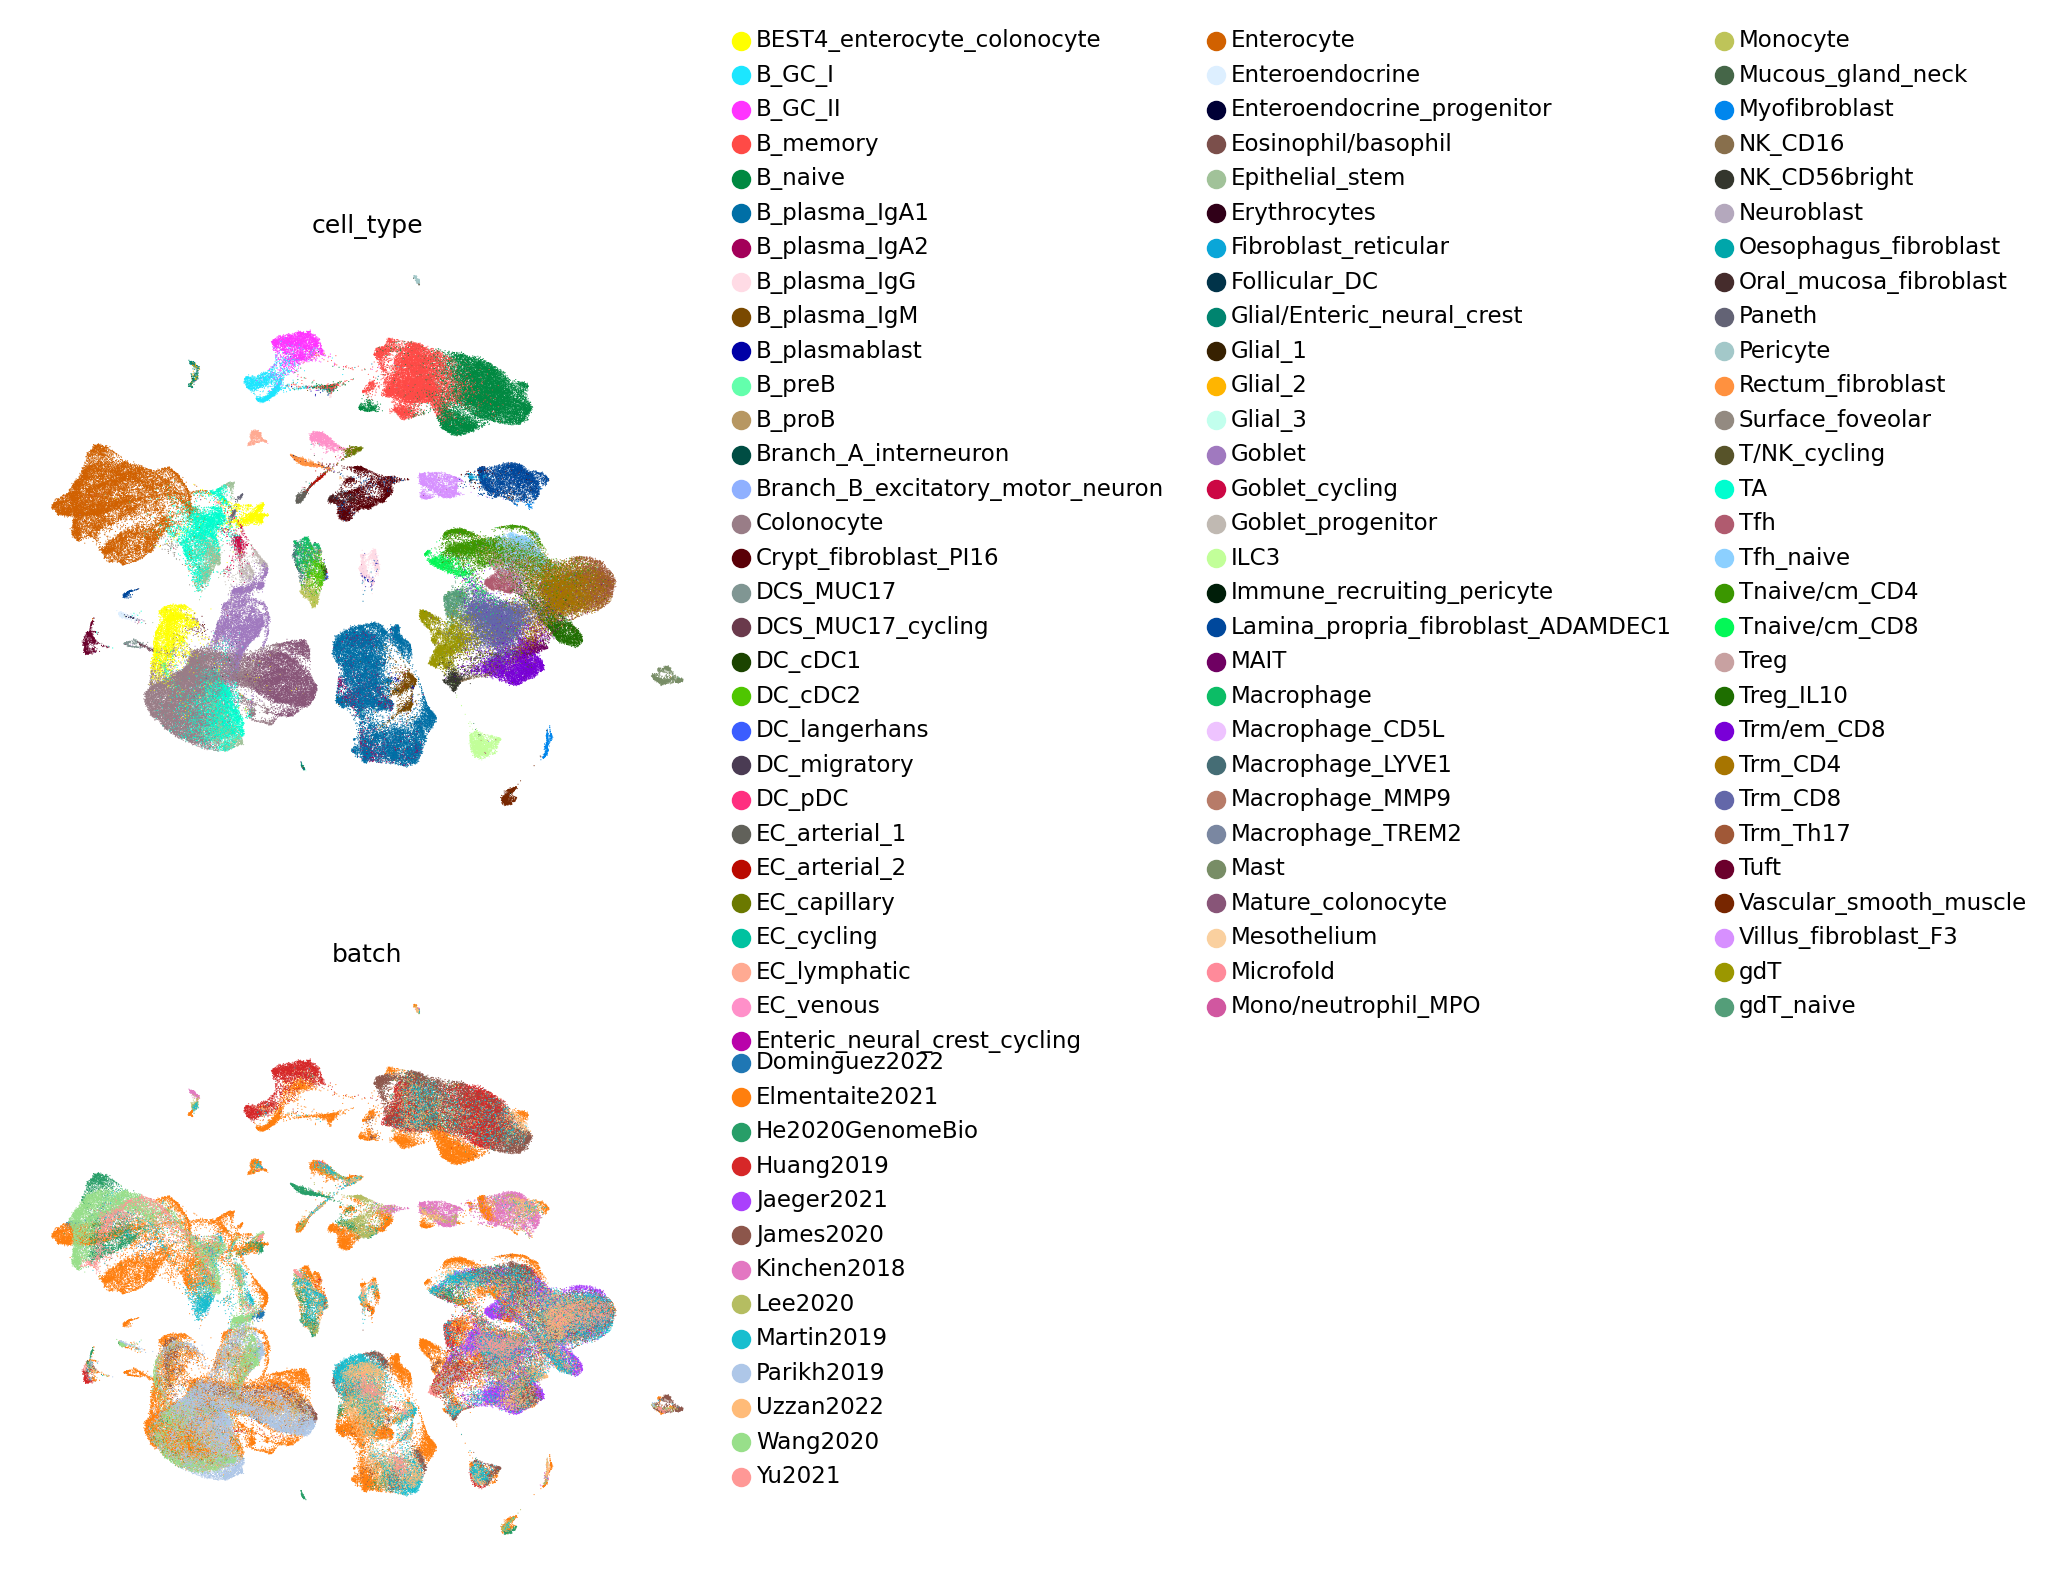 cell_type
BEST4_enterocyte_colonocyte
B_GC_I
B_GC_II
B_memory
B_naive
B_plasma_IgA1
B_plasma_IgA2
B_plasma_IgG
B_plasma_IgM
B_plasmablast
B_preB
B_proB
Branch_A_interneuron
Branch_B_excitatory_motor_neuron
Colonocyte
Crypt_fibroblast_PI16
DCS_MUC17
DCS_MUC17_cycling
DC_cDC1
DC_cDC2
DC_langerhans
DC_migratory
DC_pDC
EC_arterial_1
EC_arterial_2
EC_capillary
EC_cycling
EC_lymphatic
EC_venous
Enteric_neural_crest_cycling
Enterocyte
Enteroendocrine
Enteroendocrine_progenitor
Eosinophil/basophil
Epithelial_stem
Erythrocytes
Fibroblast_reticular
Follicular_DC
Glial/Enteric_neural_crest
Glial_1
Glial_2
Glial_3
Goblet
Goblet_cycling
Goblet_progenitor
ILC3
Immune_recruiting_pericyte
Lamina_propria_fibroblast_ADAMDEC1
MAIT
Macrophage
Macrophage_CD5L
Macrophage_LYVE1
Macrophage_MMP9
Macrophage_TREM2
Mast
Mature_colonocyte
Mesothelium
Microfold
Mono/neutrophil_MPO
Monocyte
Mucous_gland_neck
Myofibroblast
NK_CD16
NK_CD56bright
Neuroblast
Oesophagus_fibroblast
Oral_mucosa_fibroblast
Paneth
Pericyte
Rectum_fibroblast
Surface_foveolar
T/NK_cycling
TA
Tfh
Tfh_naive
Tnaive/cm_CD4
Tnaive/cm_CD8
Treg
Treg_IL10
Trm/em_CD8
Trm_CD4
Trm_CD8
Trm_Th17
Tuft
Vascular_smooth_muscle
Villus_fibroblast_F3
gdT
gdT_naive
batch
Dominguez2022
Elmentaite2021
He2020GenomeBio
Huang2019
Jaeger2021
James2020
Kinchen2018
Lee2020
Martin2019
Parikh2019
Uzzan2022
Wang2020
Yu2021